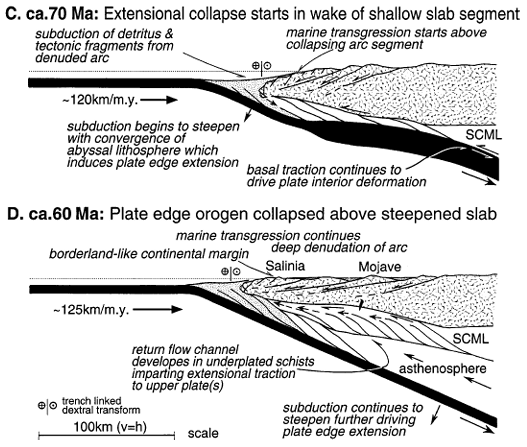 C. ca.70 Ma: Extensional collapse starts in wake of shallow slab segment
subduction of detritus &
tectonic fragments from
denuded arc
marine transgression starts above
collapsing arc segment
~120km/m.y.
subduction begins to steepen
with convergence of
abyssal lithosphere which
induces plate edge extension
SCML
basal traction continues to
drive plate interior deformation
D. ca.60 Ma: Plate edge orogen collapsed above steepened slab
marine transgression continues
deep denudation of arc
borderland-like continental margin
Salinia
Mojave
~125km/m.y.
SCML
return flow channel
developes in underplated schists
imparting extensional traction
to upper plate(s)
asthenosphere
trench linked
dextral transform
subduction continues to
steepen further driving
plate edge extension
100km (v=h)
scale